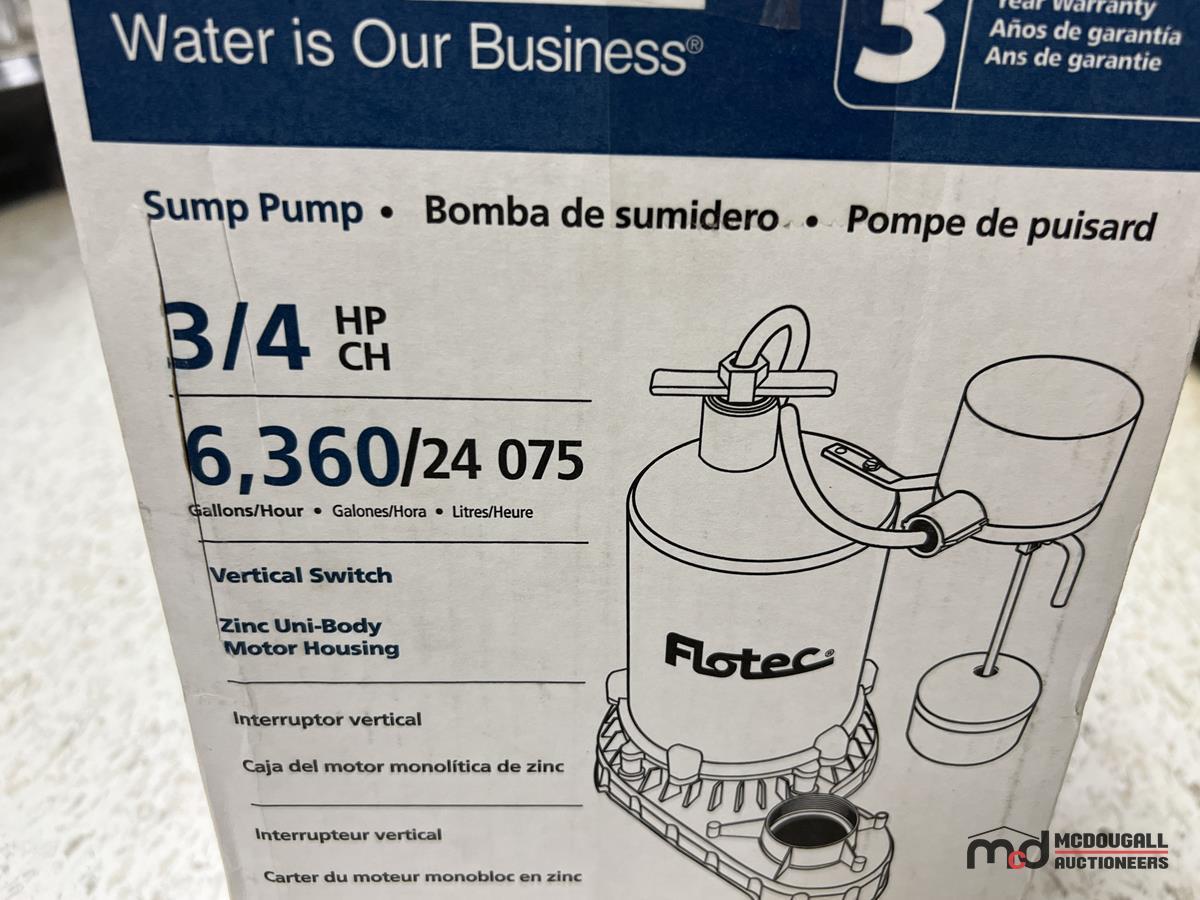 Water is Our Business®
3
Year Warranty
Años de garantía
Ans de garantie
Sump Pump • Bomba de sumidero • Pompe de puisard
3/4 HP
CH
6,360/24 075
Gallons/Hour • Galones/Hora • Litres/Heure
Vertical Switch
Zinc Uni-Body
Motor Housing
Interruptor vertical
Caja del motor monolítica de zinc
Interrupteur vertical
Carter du moteur monobloc en zinc
Flotec®
mcd MCDOUGALL
AUCTIONEERS